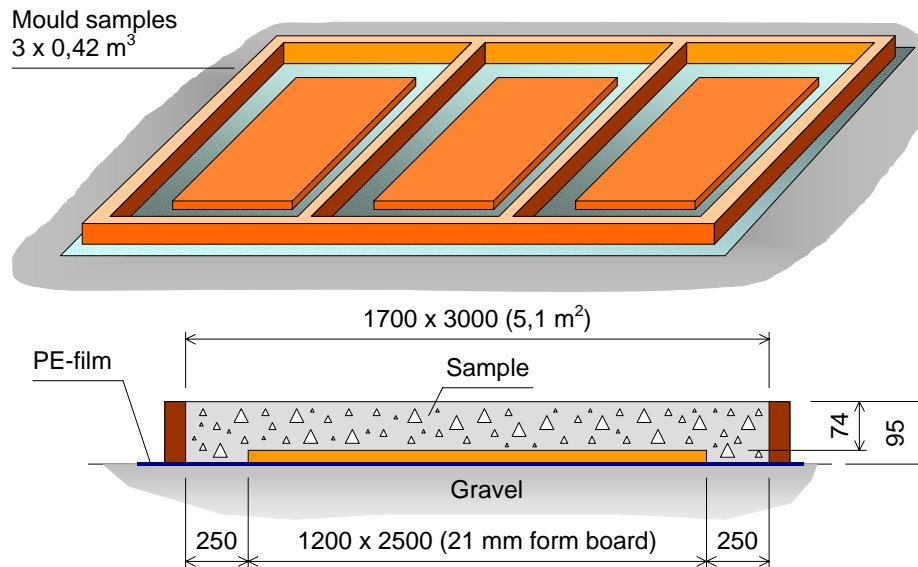 Mould samples
3 x 0,42 m³
1700 x 3000 (5,1 m²)
PE-film
Sample
74
95
Gravel
250
1200 x 2500 (21 mm form board)
250